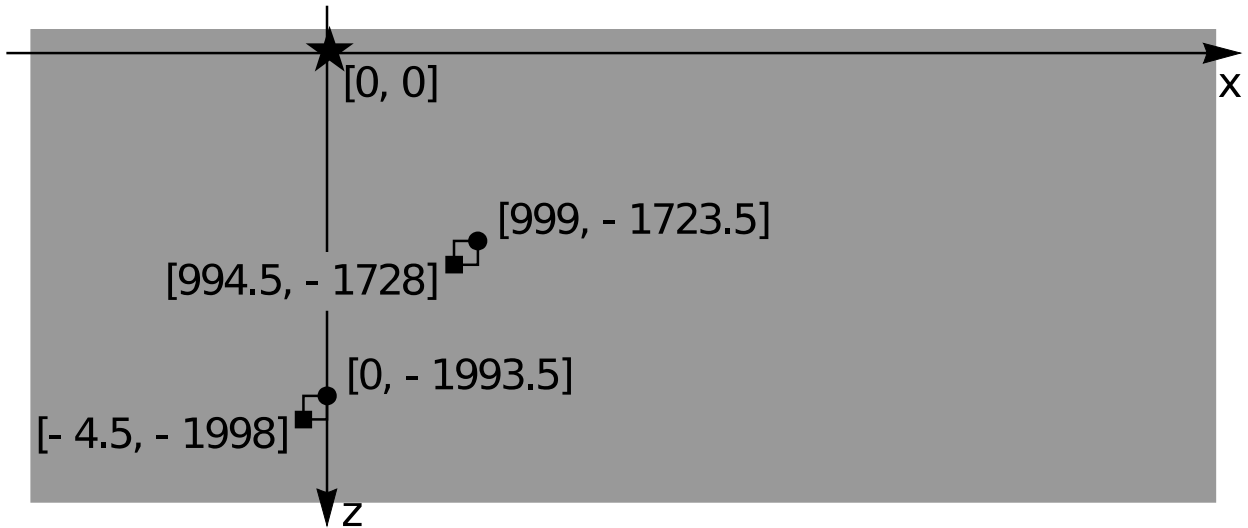 [0, 0]
x
[999, - 1723.5]
[994.5, - 1728]
[0, - 1993.5]
[- 4.5, - 1998]
z